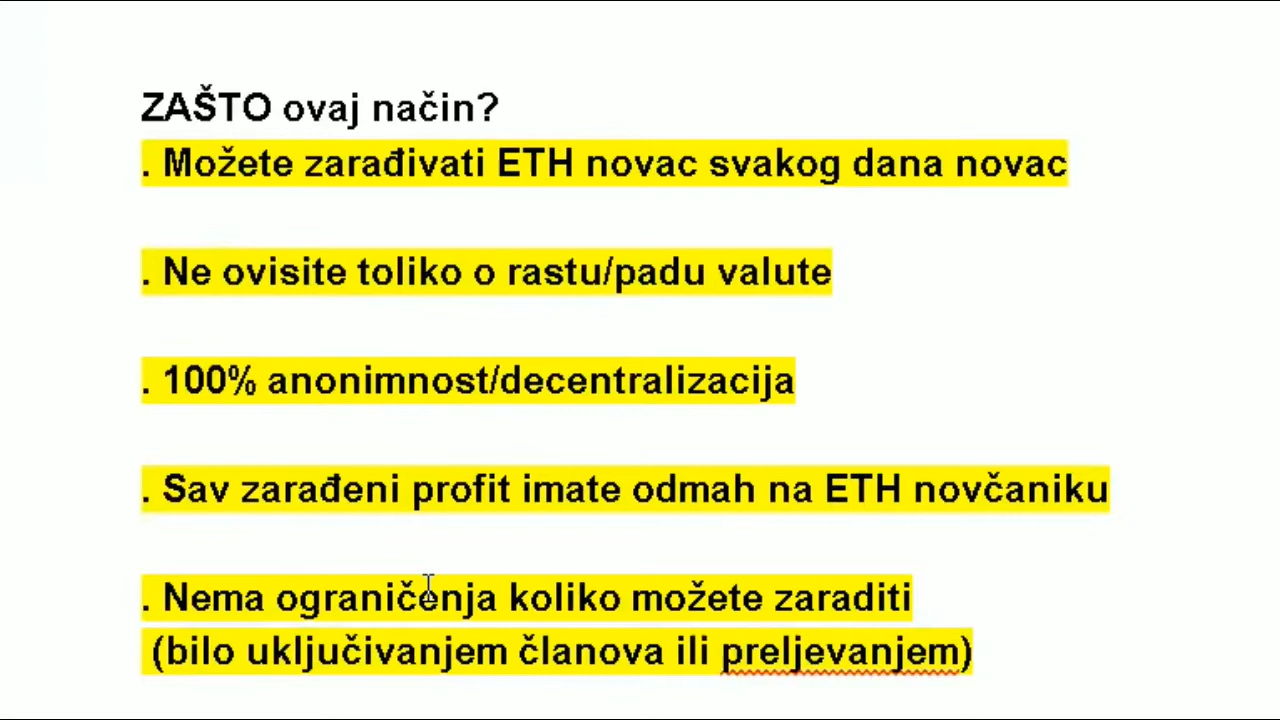 ZAŠTO ovaj način?
. Možete zarađivati ETH novac svakog dana novac
. Ne ovisite toliko o rastu/padu valute
. 100% anonimnost/decentralizacija
. Sav zarađeni profit imate odmah na ETH novčaniku
. Nema ograničenja koliko možete zaraditi
(bilo uključivanjem članova ili preljevanjem)